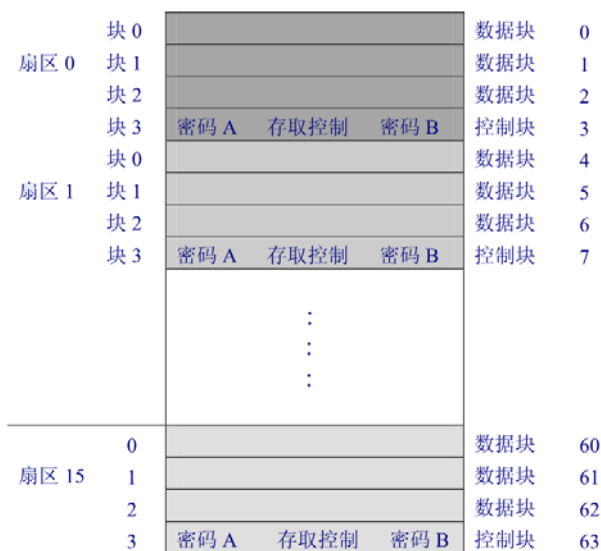 块 0 数据块 0
扇区 0 块 1 数据块 1
块 2 数据块 2
块 3 密码 A 存取控制 密码 B 控制块 3
块 0 数据块 4
扇区 1 块 1 数据块 5
块 2 数据块 6
块 3 密码 A 存取控制 密码 B 控制块 7
:
:
:
0 数据块 60
扇区 15 1 数据块 61
2 数据块 62
3 密码 A 存取控制 密码 B 控制块 63